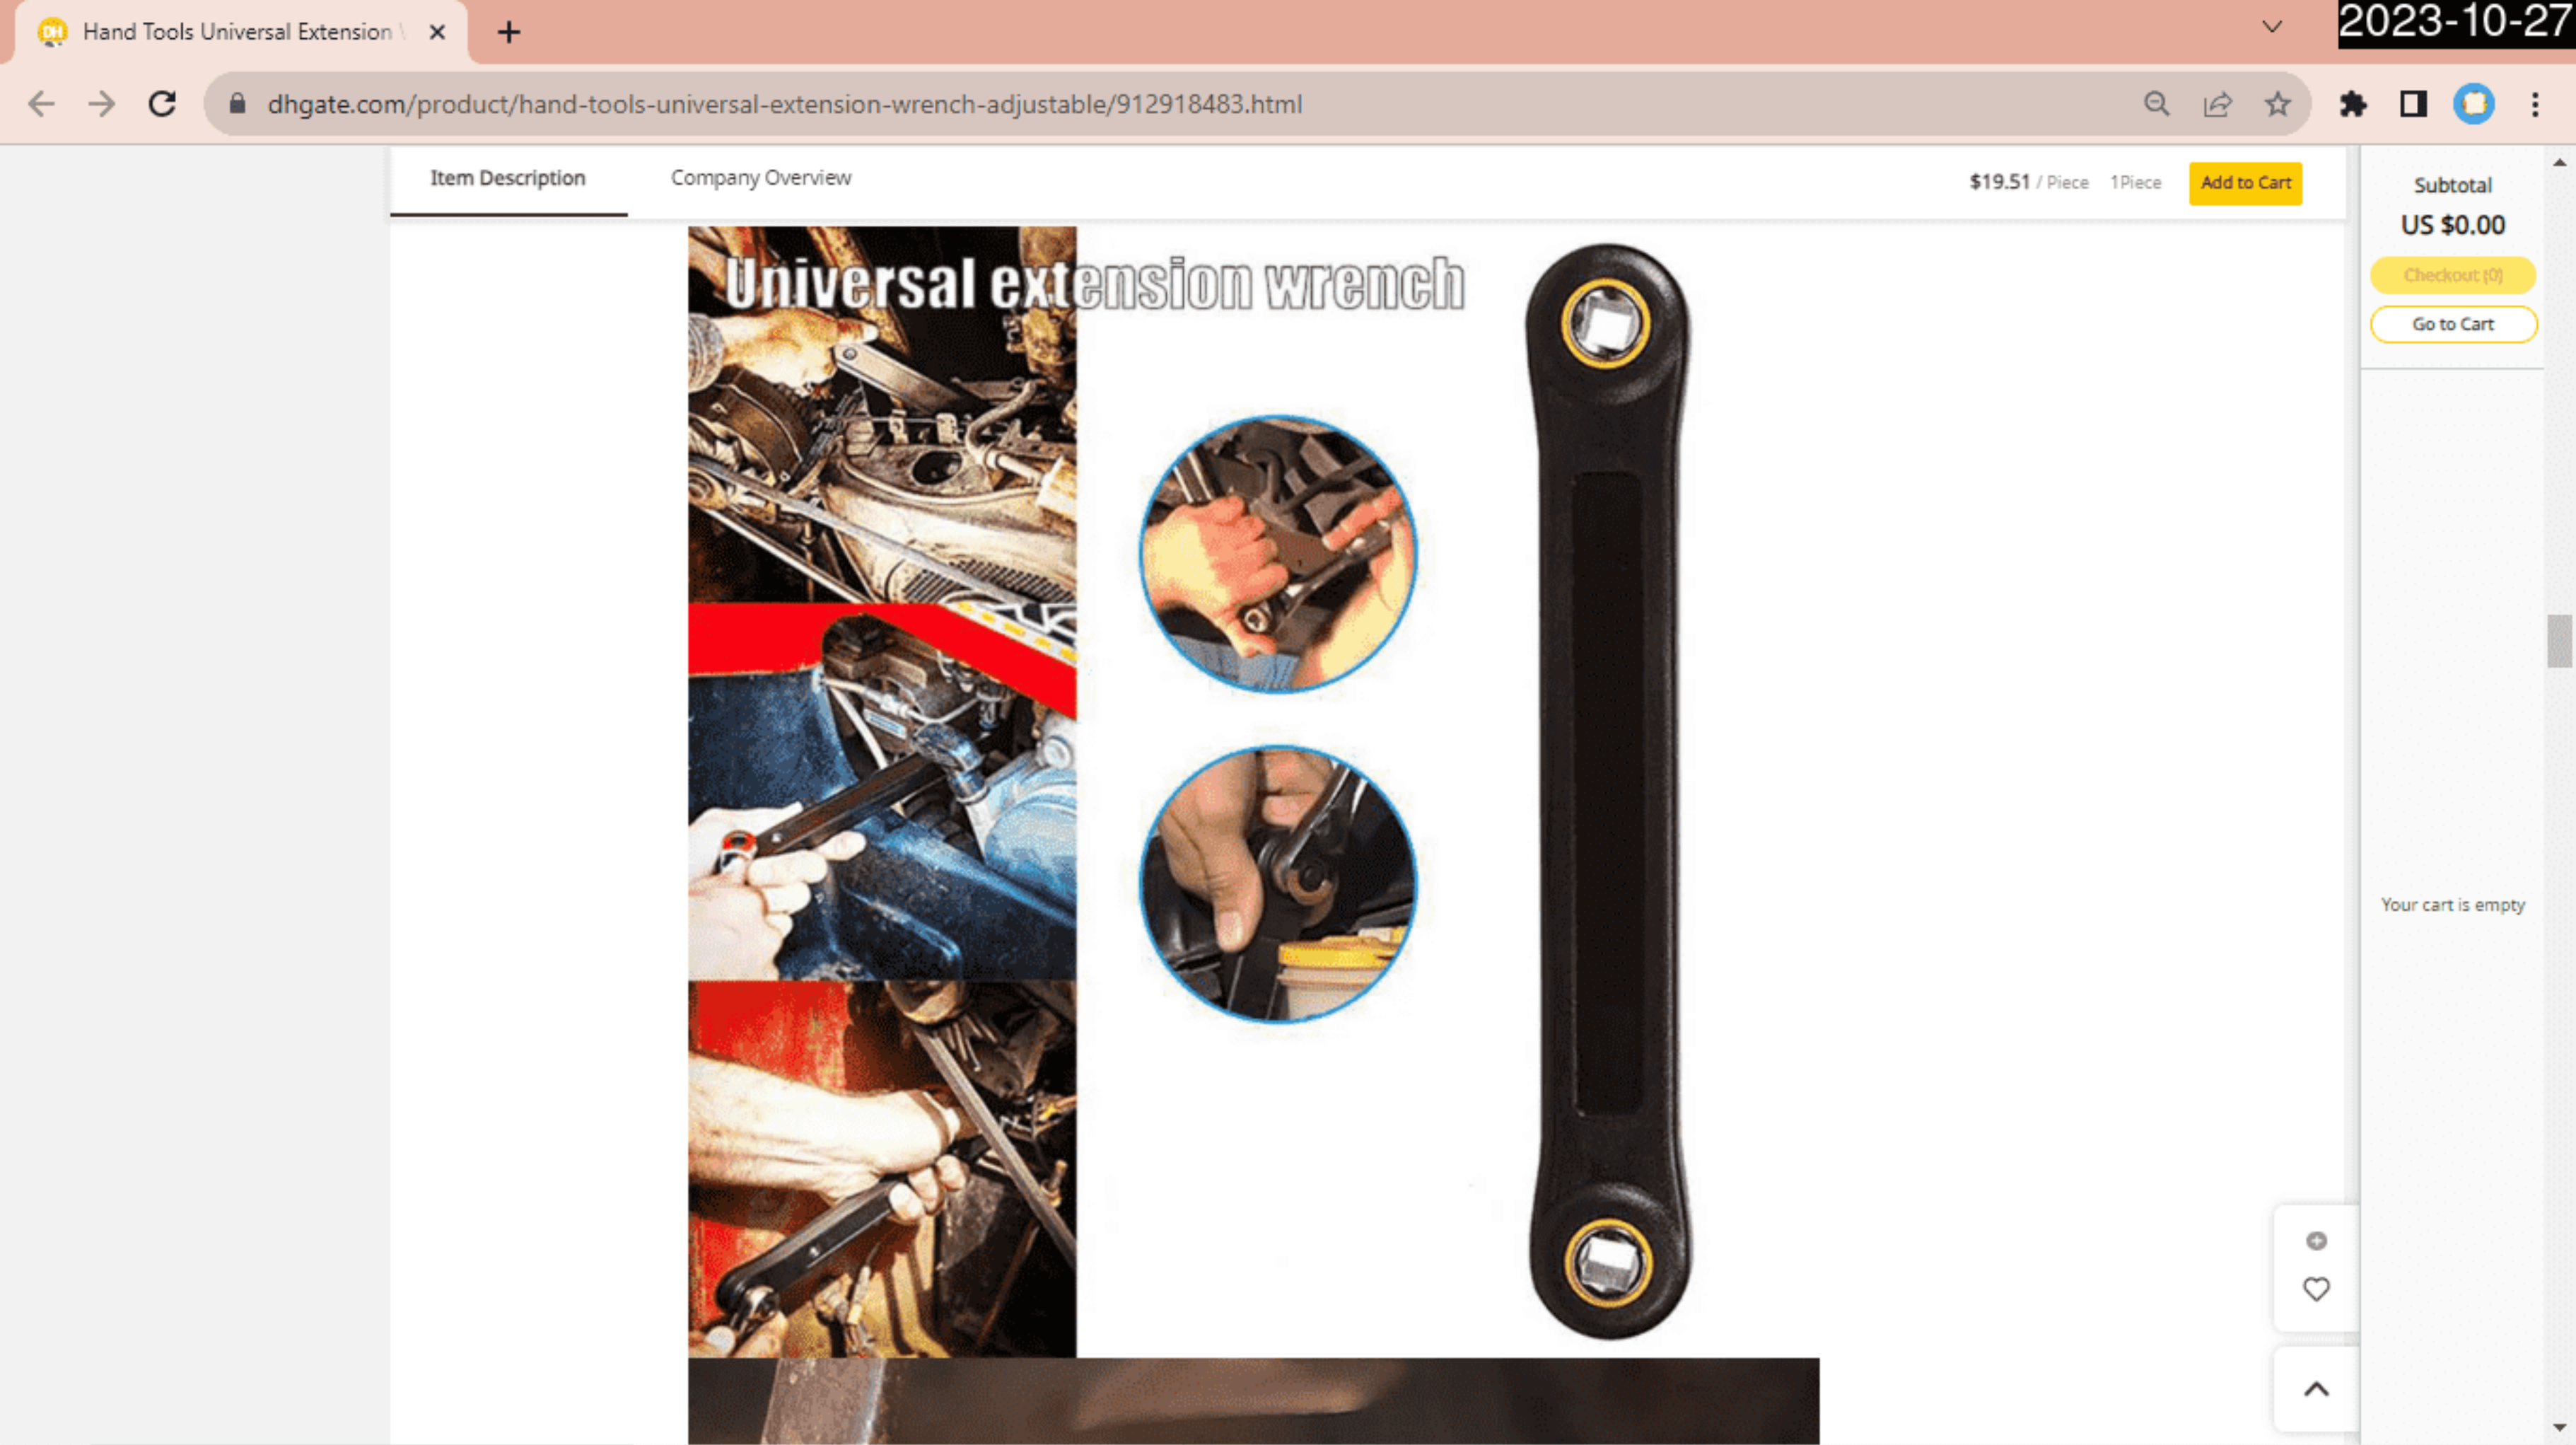 Hand Tools Universal Extension
2023-10-27
dhgate.com/product/hand-tools-universal-extension-wrench-adjustable/912918483.html
Item Description
Company Overview
$19.51 / Piece 1Piece
Add to Cart
Subtotal
US $0.00
Checkout (0)
Go to Cart
Universal extension wrench
Your cart is empty